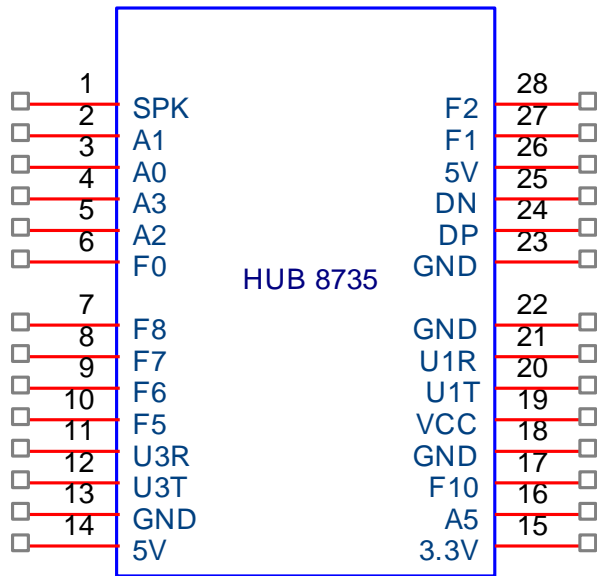 1 SPK F2 28
2 A1 F1 27
3 A0 5V 26
4 A3 DN 25
5 A2 DP 24
6 F0 GND 23
HUB 8735
7 F8 GND 22
8 F7 U1R 21
9 F6 U1T 20
10 F5 VCC 19
11 U3R GND 18
12 U3T F10 17
13 GND A5 16
14 5V 3.3V 15